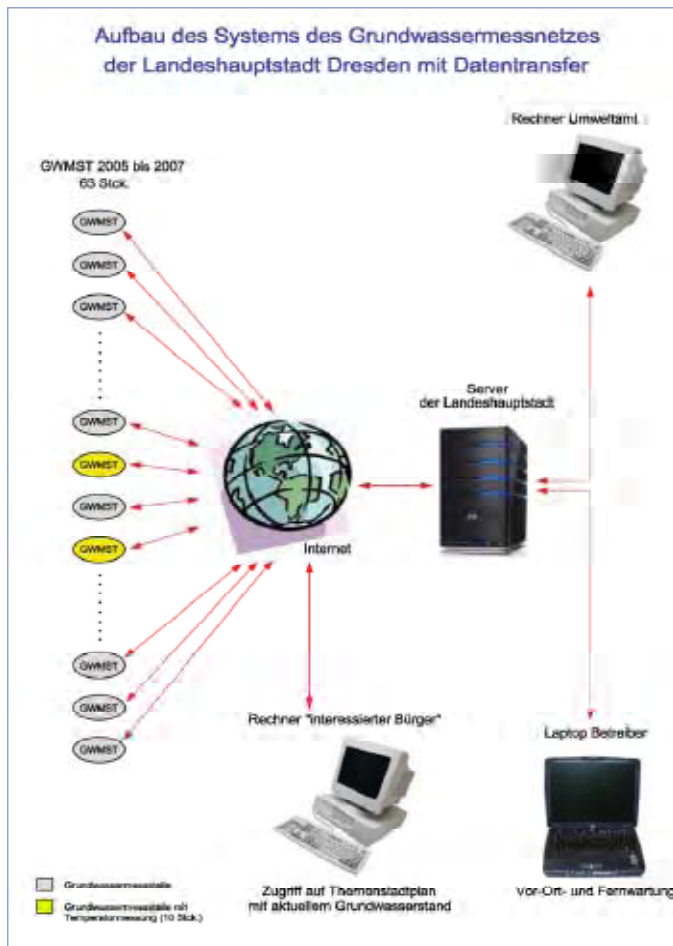 Aufbau des Systems des Grundwassermessnetzes
der Landeshauptstadt Dresden mit Datentransfer
Rechner Umweltamt
GWMST 2005 bis 2007
63 Stck.
GWMST
GWMST
GWMST
Server
der Landeshauptstadt
GWMST
GWMST
GWMST
GWMST
Internet
GWMST
GWMST
GWMST
Rechner "interessierter Bürger"
Laptop Betreiber
Zugriff auf Themenstadtplan
mit aktuellem Grundwasserstand
Vor-Ort- und Fernwartung
Grundwassermessstelle
Grundwassermessstelle mit
Temperaturmessung (10 Stck.)